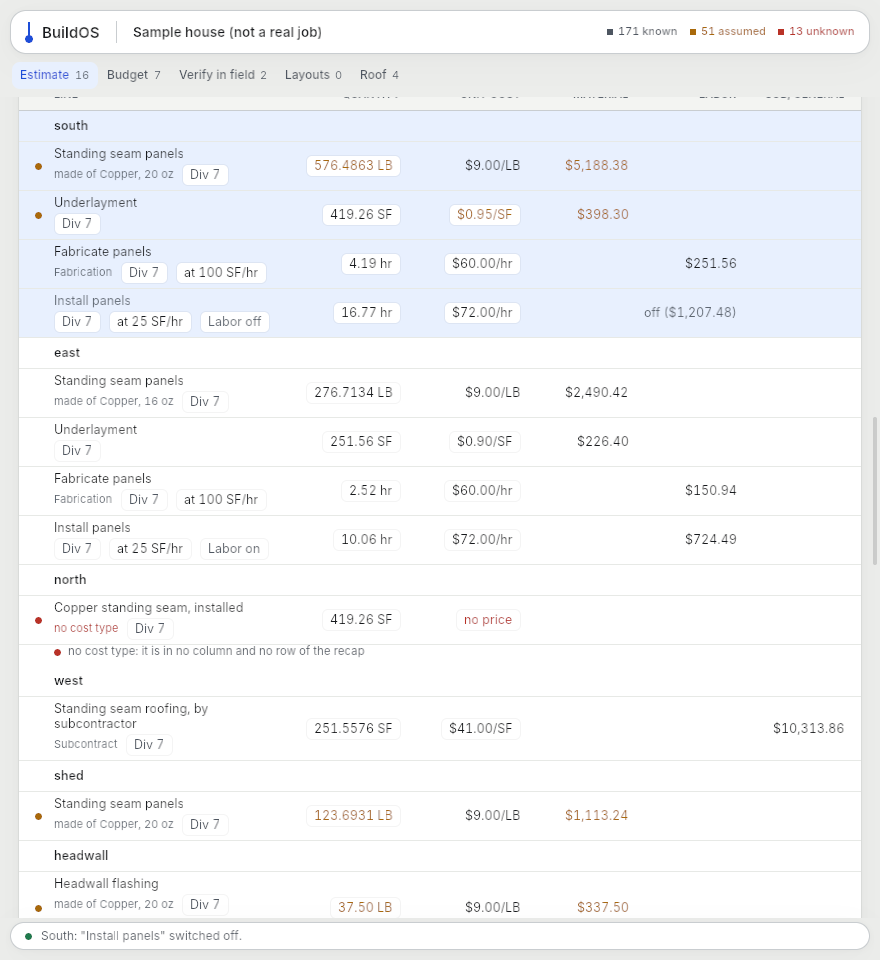 BuildOS
Sample house (not a real job)
171 known
51 assumed
13 unknown
Estimate 16
Budget 7
Verify in field 2
Layouts 0
Roof 4
south
Standing seam panels
made of Copper, 20 oz Div 7
576.4863 LB
$9.00/LB
$5,188.38
Underlayment
Div 7
419.26 SF
$0.95/SF
$398.30
Fabricate panels
Fabrication Div 7 at 100 SF/hr
4.19 hr
$60.00/hr
$251.56
Install panels
Div 7 at 25 SF/hr Labor off
16.77 hr
$72.00/hr
off ($1,207.48)
east
Standing seam panels
made of Copper, 16 oz Div 7
276.7134 LB
$9.00/LB
$2,490.42
Underlayment
Div 7
251.56 SF
$0.90/SF
$226.40
Fabricate panels
Fabrication Div 7 at 100 SF/hr
2.52 hr
$60.00/hr
$150.94
Install panels
Div 7 at 25 SF/hr Labor on
10.06 hr
$72.00/hr
$724.49
north
Copper standing seam, installed
no cost type Div 7
419.26 SF
no price
no cost type: it is in no column and no row of the recap
west
Standing seam roofing, by
subcontractor
Subcontract Div 7
251.5576 SF
$41.00/SF
$10,313.86
shed
Standing seam panels
made of Copper, 20 oz Div 7
123.6931 LB
$9.00/LB
$1,113.24
headwall
Headwall flashing
made of Copper, 20 oz Div 7
37.50 LB
$9.00/LB
$337.50
South: "Install panels" switched off.